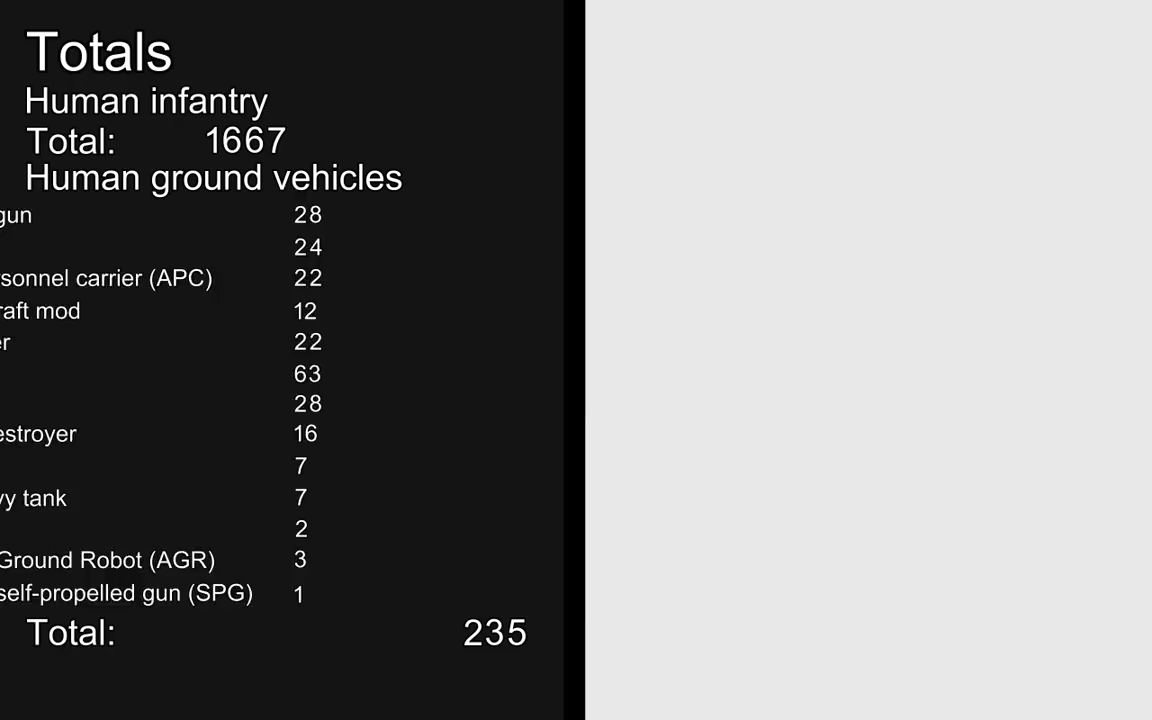 Totals
Human infantry
Total: 1667
Human ground vehicles
gun 28
24
rsonnel carrier (APC) 22
raft mod 12
er 22
63
28
estroyer 16
7
vy tank 7
2
Ground Robot (AGR) 3
self-propelled gun (SPG) 1
Total: 235